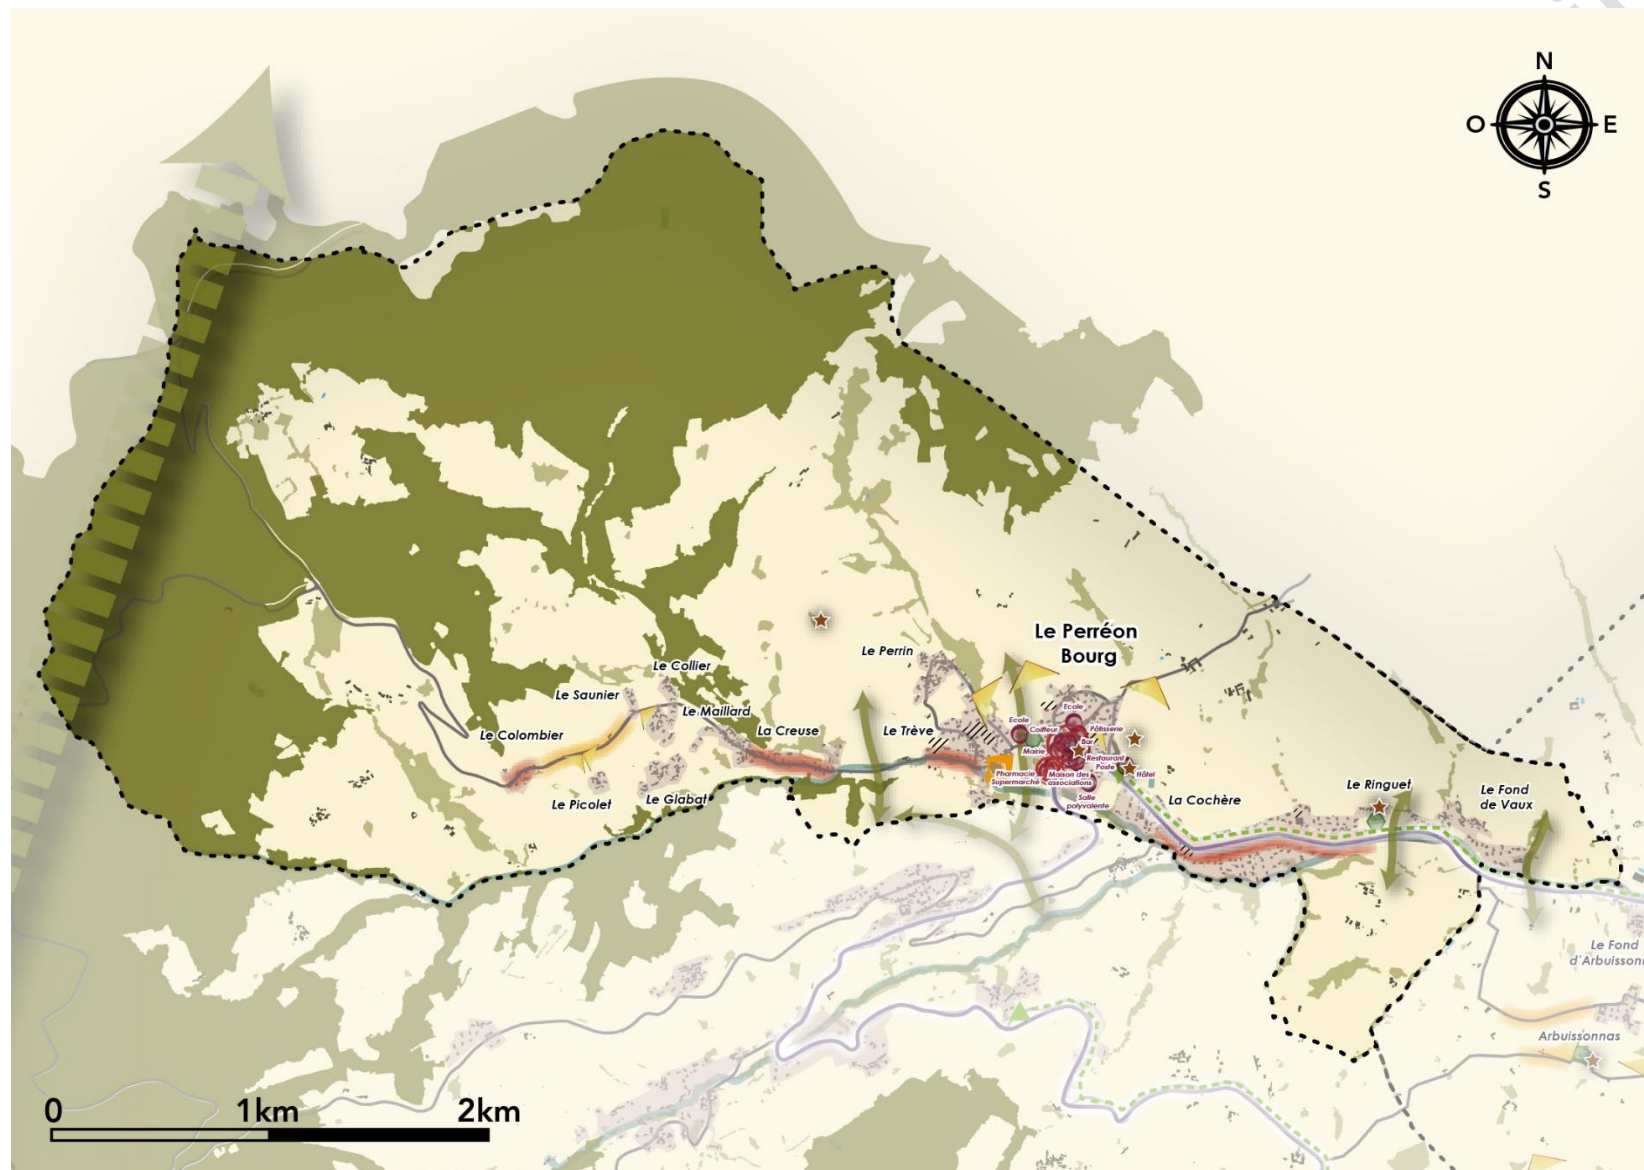 N
O
E
S
Le Perréon
Bourg
Le Perrin
Le Collier
Le Saunier
Le Maillard
La Creuse
Le Trève
Le Colombier
Le Picolet
Le Glabat
Ecole
Ecole
Coiffeur
Pâtisserie
Mairie
Bar
Restaurant
Poste
Pharmacie
Supermarché
Maison des
associations
Hôtel
Salle
polyvalente
La Cochère
Le Ringuet
Le Fond
de Vaux
Le Fond
d'Arbuissonn
Arbuissonnas
0
1km
2km